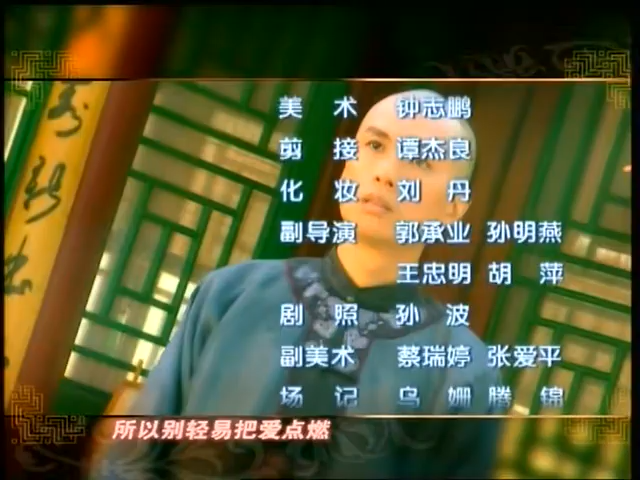 美 术 钟志鹏
剪 接 谭杰良
化 妆 刘 丹
副导演 郭承业 孙明燕
王忠明 胡 萍
剧 照 孙 波
副美术 蔡瑞婷 张爱平
场 记 乌 姗 腾 锦
所以别轻易把爱点燃